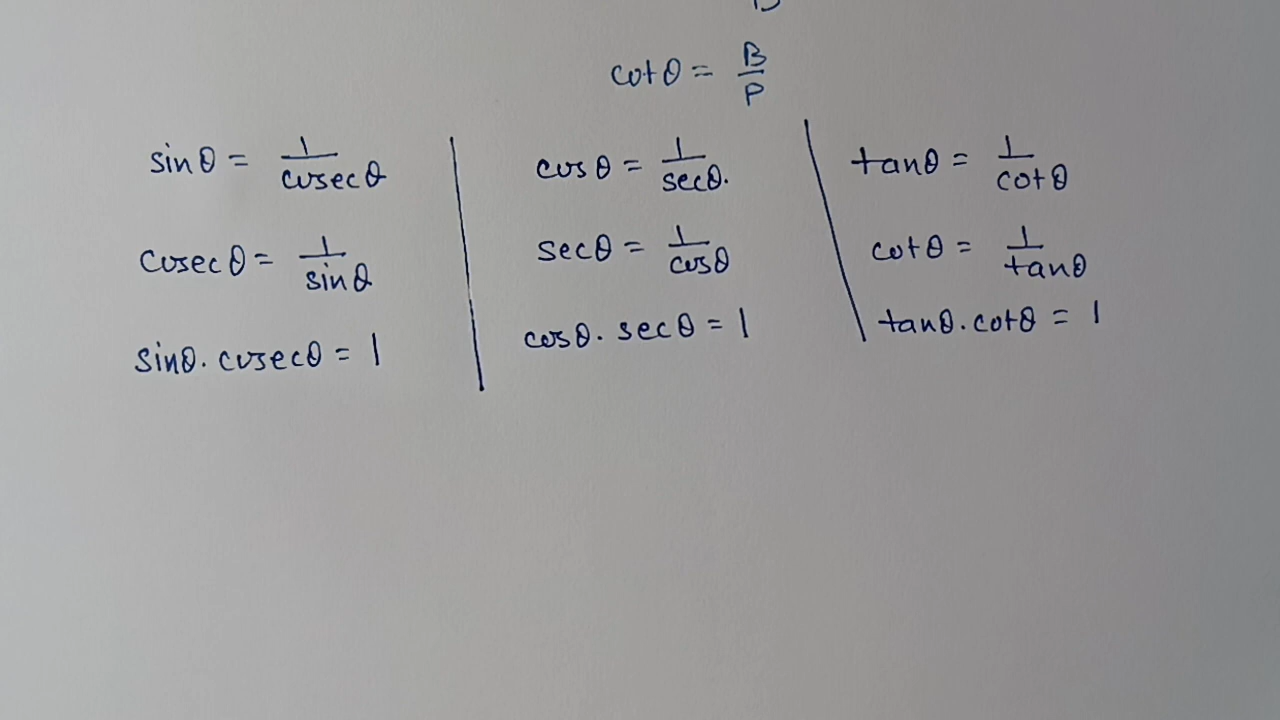 cotθ = B/P
sinθ = 1/cosecθ
cosecθ = 1/sinθ
sinθ. cosecθ = 1
cosθ = 1/secθ.
secθ = 1/cosθ
cosθ. secθ = 1
tanθ = 1/cotθ
cotθ = 1/tanθ
tanθ. cotθ = 1